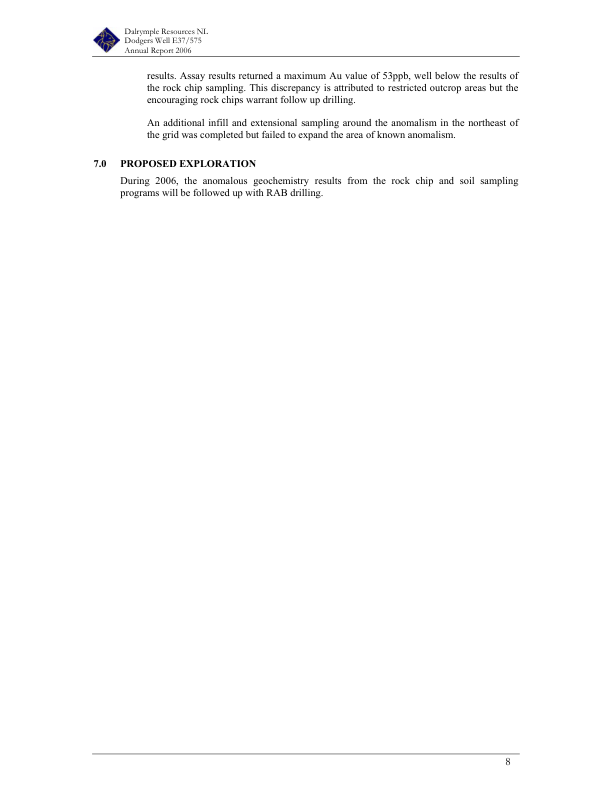 Dalrymple Resources NL
Dodgers Well E37/575
Annual Report 2006
results. Assay results returned a maximum Au value of 53ppb, well below the results of
the rock chip sampling. This discrepancy is attributed to restricted outcrop areas but the
encouraging rock chips warrant follow up drilling.
An additional infill and extensional sampling around the anomalism in the northeast of
the grid was completed but failed to expand the area of known anomalism.
7.0 PROPOSED EXPLORATION
During 2006, the anomalous geochemistry results from the rock chip and soil sampling
programs will be followed up with RAB drilling.
8